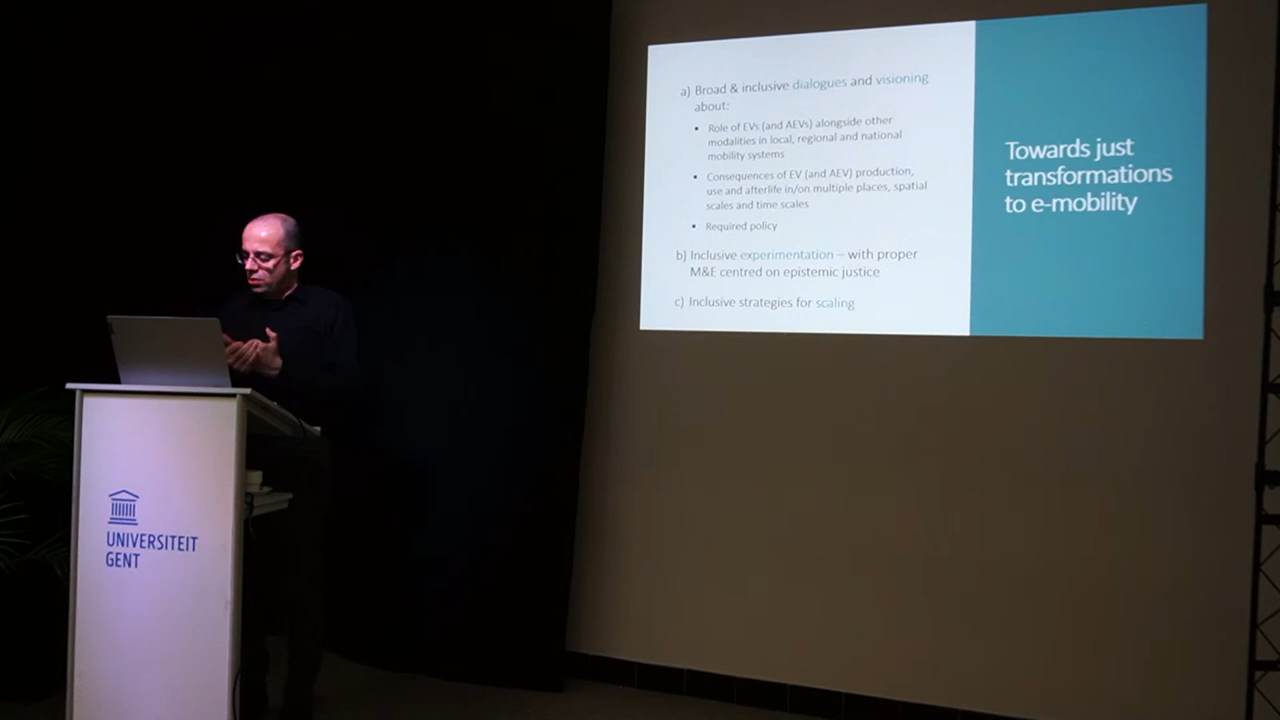 a) Broad & inclusive dialogues and visioning
about:
▪ Role of EVs (and AEVs) alongside other
modalities in local, regional and national
mobility systems
▪ Consequences of EV (and AEV) production,
use and afterlife in/on multiple places, spatial
scales and time scales
▪ Required policy
b) Inclusive experimentation – with proper
M&E centred on epistemic justice
c) Inclusive strategies for scaling
Towards just
transformations
to e-mobility
UNIVERSITEIT
GENT